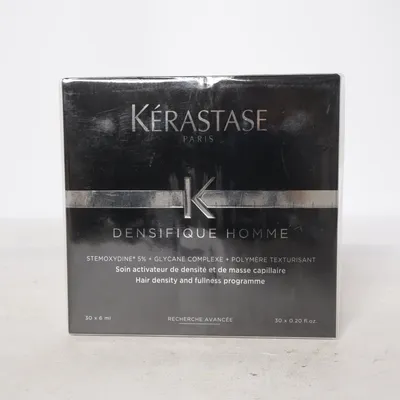 KÉRASTASE
PARIS
K
DENSIFIQUE HOMME
STEMOXYDINE® 5% + GLYCANE COMPLEXE + POLYMÈRE TEXTURISANT
Soin activateur de densité et de masse capillaire
Hair density and fullness programme
30 x 6 ml
RECHERCHE AVANCÉE
30 x 0.20 fl.oz